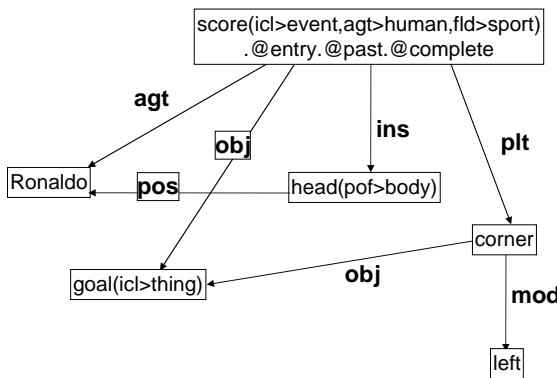 score(icl>event,agt>human,fld>sport)
.@entry.@past.@complete
agt
obj
ins
plt
Ronaldo
pos
head(pof>body)
corner
goal(icl>thing)
obj
mod
left